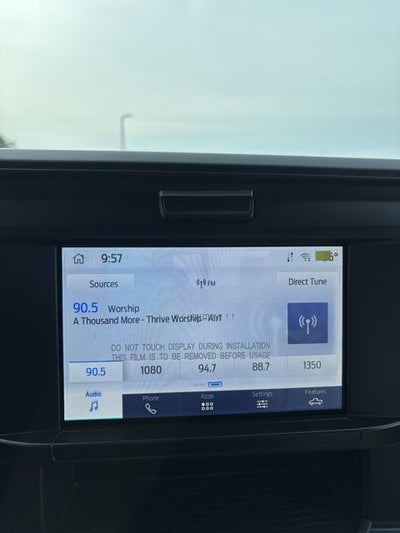 9:57
6°
Sources
FM
Direct Tune
90.5 Worship
A Thousand More - Thrive Worship - Air1
!!
DO NOT TOUCH DISPLAY DURING INSTALLATION
THIS FILM IS TO BE REMOVED BEFORE USAGE
90.5 1080 94.7 88.7 1350
Audio Phone Apps Settings Features